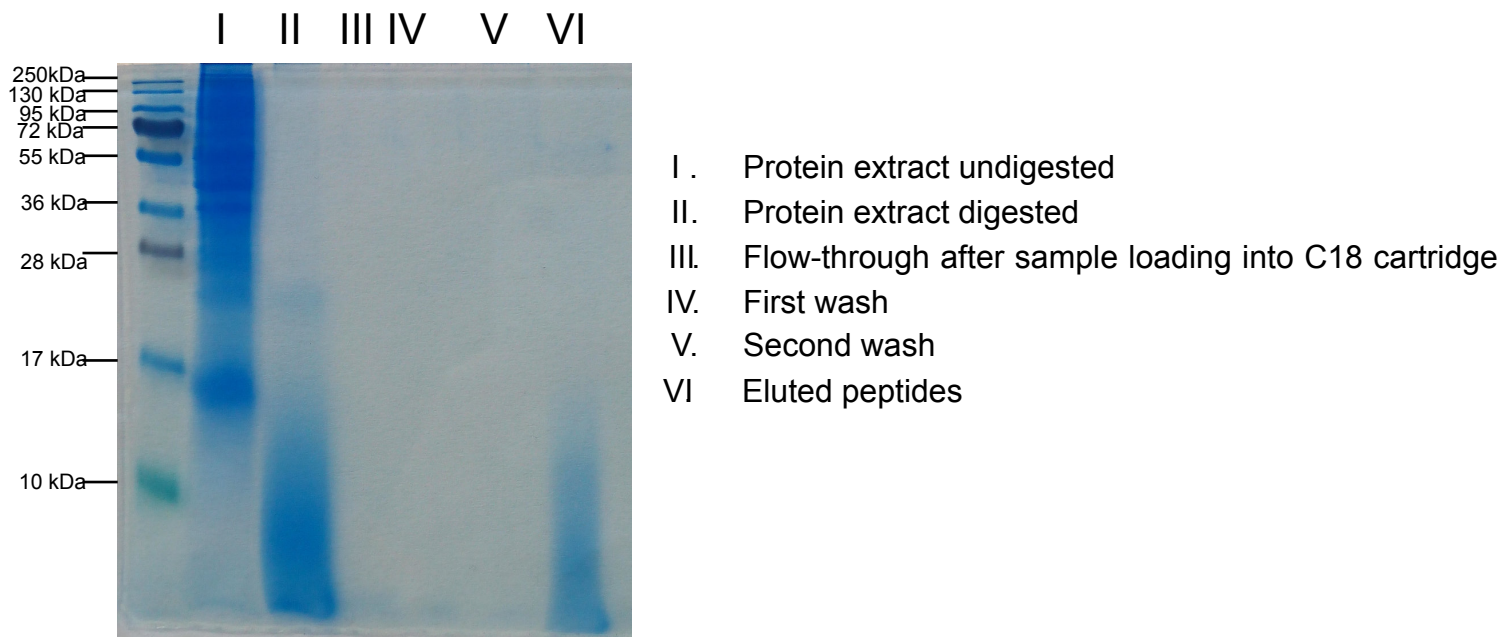 I II III IV V VI
250kDa
130 kDa
95 kDa
72 kDa
55 kDa
36 kDa
28 kDa
17 kDa
10 kDa
I . Protein extract undigested
II. Protein extract digested
III. Flow-through after sample loading into C18 cartridge
IV. First wash
V. Second wash
VI Eluted peptides